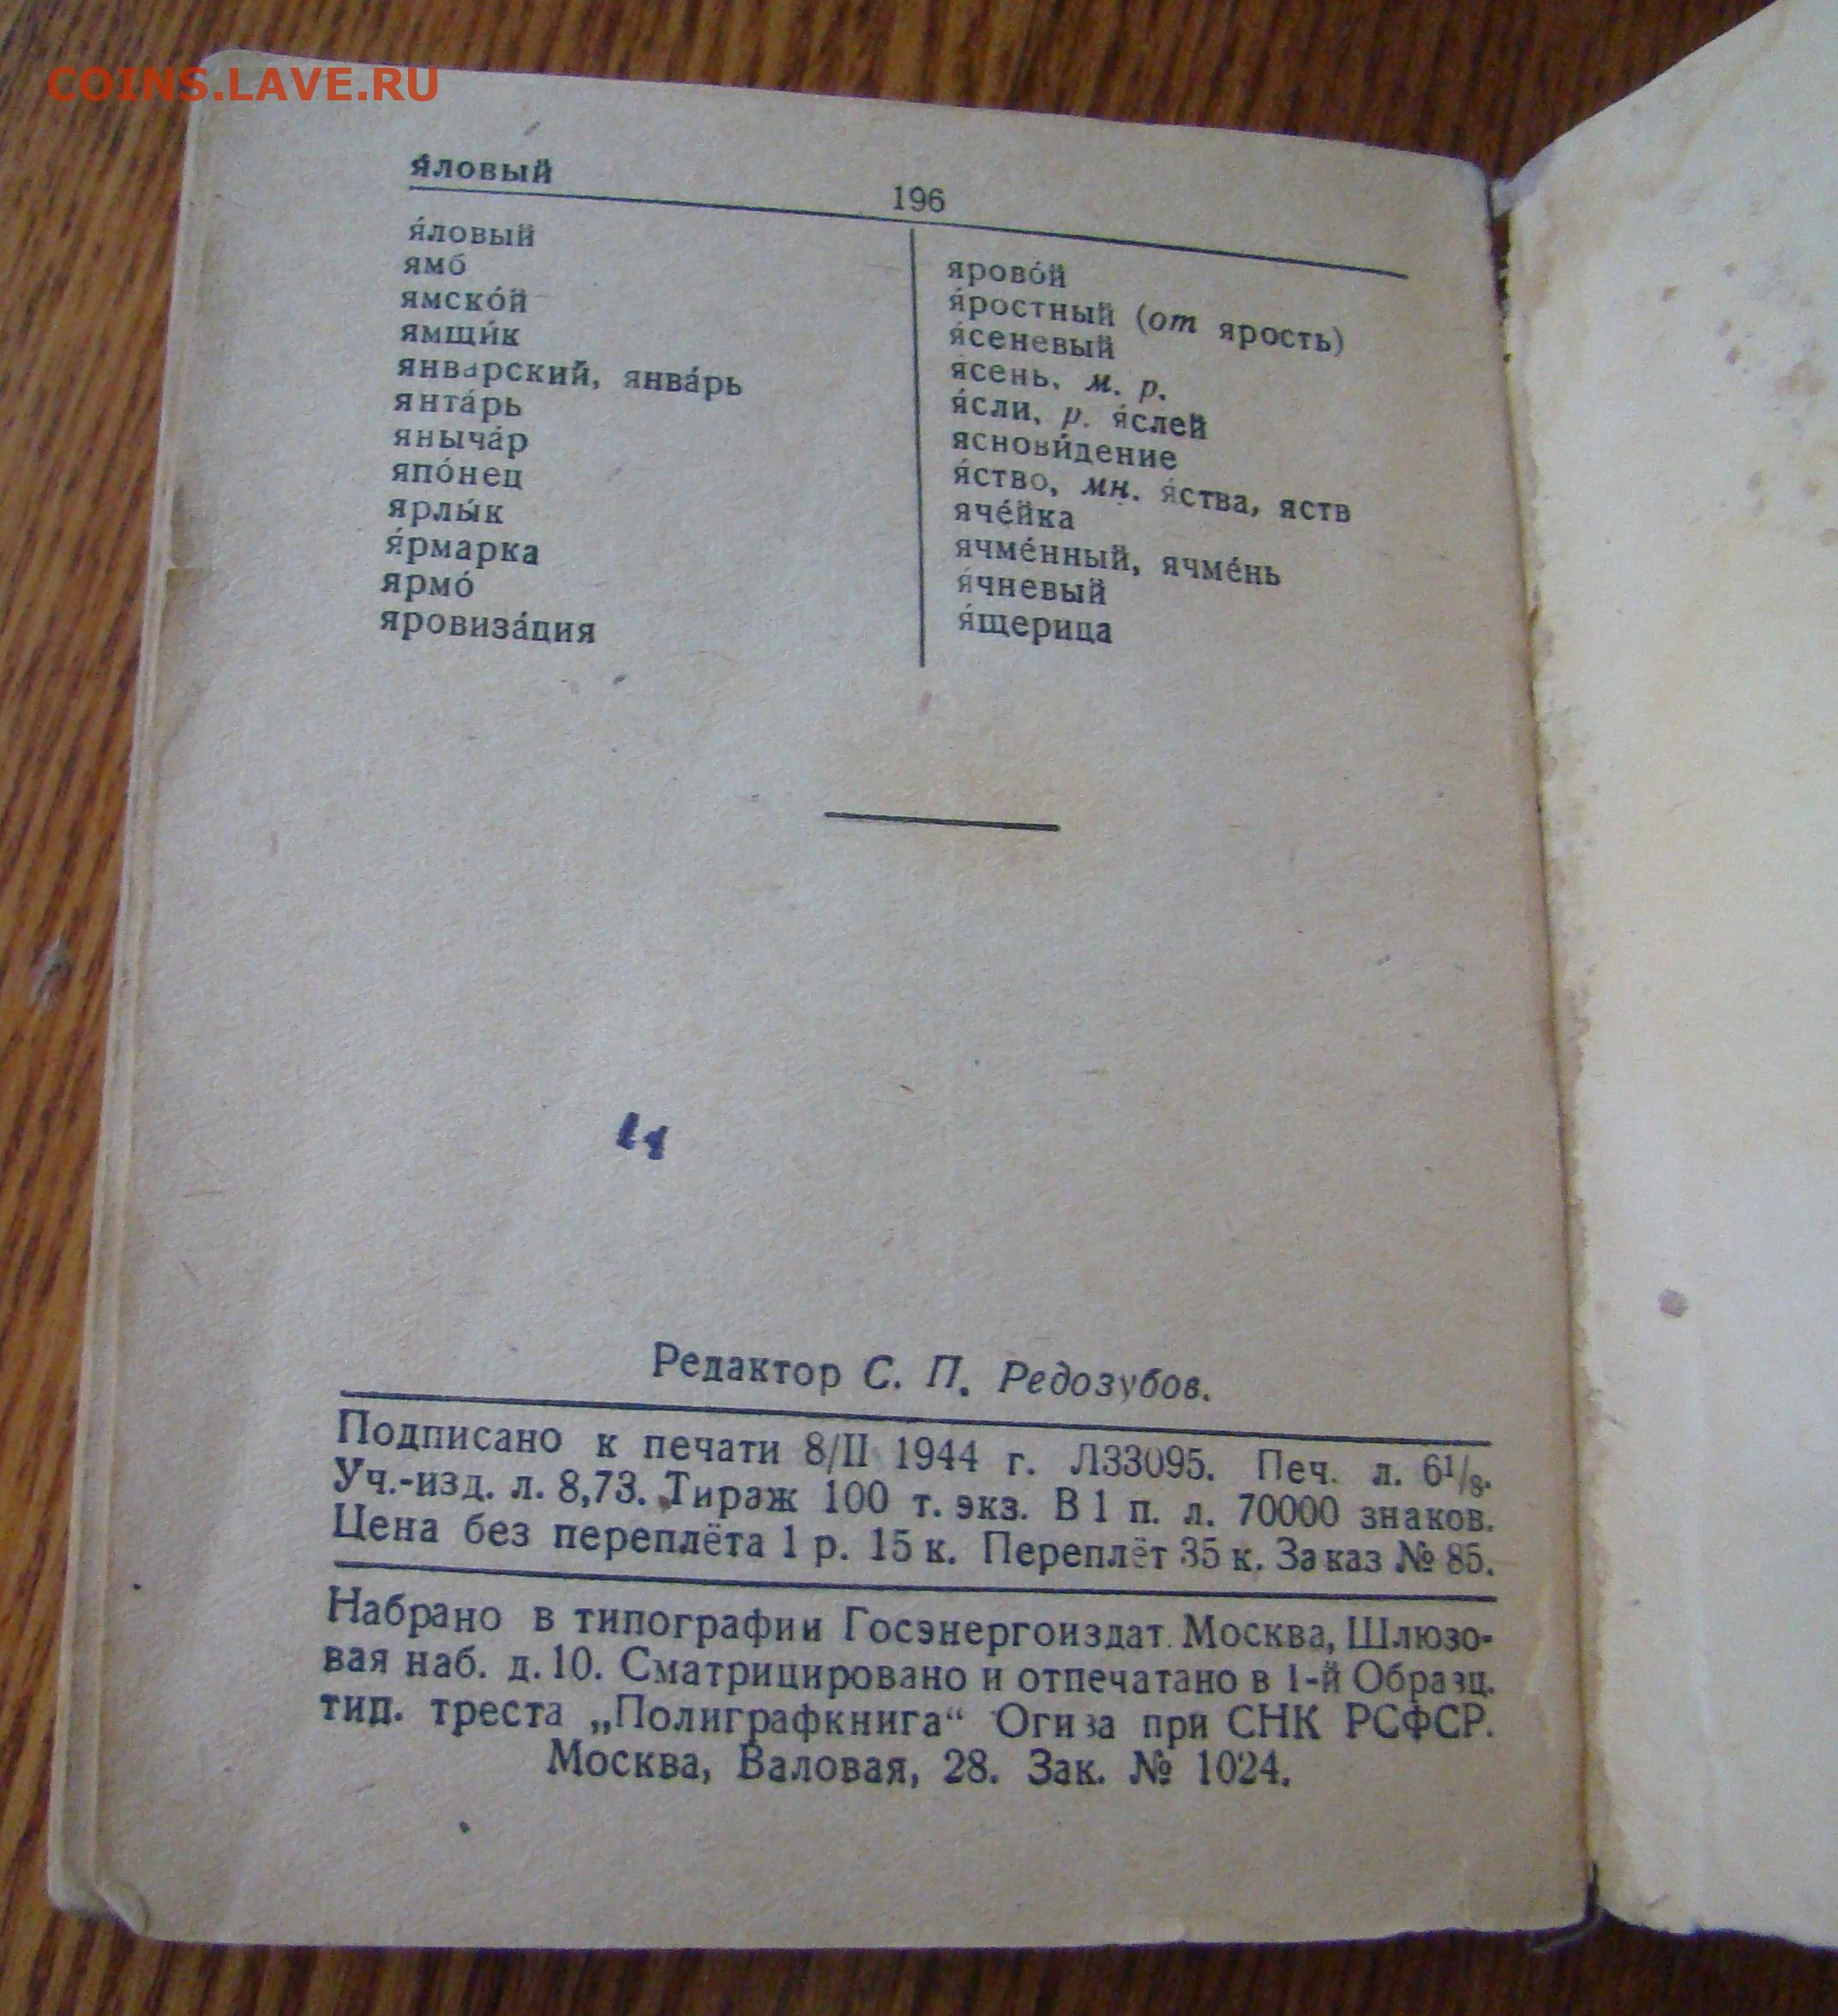 COINS.LAVE.RU
я́ловый
196
я́ловый
ямб
ямско́й
ямщи́к
январский, янва́рь
янта́рь
яныча́р
япо́нец
ярлы́к
я́рмарка
ярмо́
яровиза́ция
ярово́й
я́ростный (от ярость)
я́сеневый
ясень, м. р.
я́сли, р. я́слей
яснови́дение
я́ство, мн. я́ства, яств
яче́йка
ячме́нный, ячме́нь
я́чневый
я́щерица
Редактор С. П. Редозубов.
Подписано к печати 8/II 1944 г. Л33095. Печ. л. 6¹/₈.
Уч.-изд. л. 8,73. Тираж 100 т. экз. В 1 п. л. 70000 знаков.
Цена без переплёта 1 р. 15 к. Переплёт 35 к. Заказ № 85.
Набрано в типографии Госэнергоиздат. Москва, Шлюзо-
вая наб. д. 10. Сматрицировано и отпечатано в 1-й Образц.
тип. треста „Полиграфкнига“ Огиза при СНК РСФСР.
Москва, Валовая, 28. Зак. № 1024.